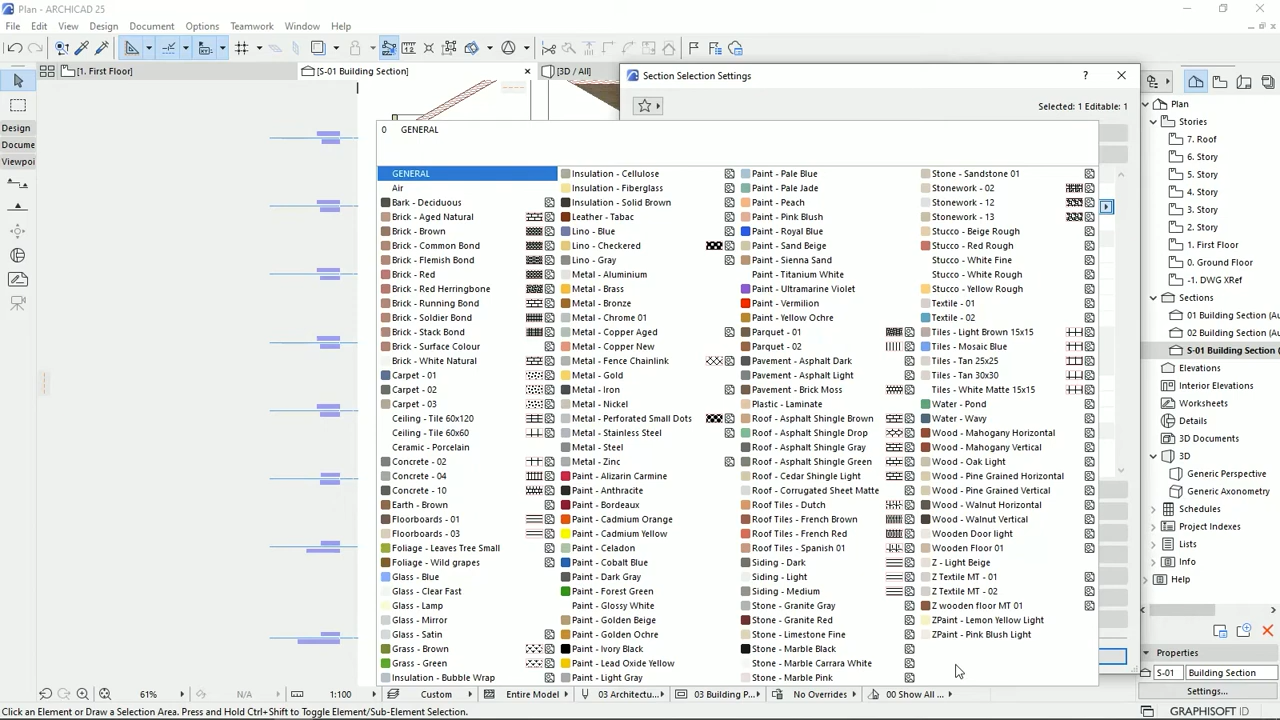 Plan - ARCHICAD 25
File Edit View Design Document Options Teamwork Window Help
[1. First Floor]
[S-01 Building Section]
[3D / All]
Section Selection Settings
?
Selected: 1 Editable: 1
Design
Docume
Viewpoi
0 GENERAL
GENERAL
Air
Bark - Deciduous
Brick - Aged Natural
Brick - Brown
Brick - Common Bond
Brick - Flemish Bond
Brick - Red
Brick - Red Herringbone
Brick - Running Bond
Brick - Soldier Bond
Brick - Stack Bond
Brick - Surface Colour
Brick - White Natural
Carpet - 01
Carpet - 02
Carpet - 03
Ceiling - Tile 60x120
Ceiling - Tile 60x60
Ceramic - Porcelain
Concrete - 02
Concrete - 04
Concrete - 10
Earth - Brown
Floorboards - 01
Floorboards - 03
Foliage - Leaves Tree Small
Foliage - Wild grapes
Glass - Blue
Glass - Clear Fast
Glass - Lamp
Glass - Mirror
Glass - Satin
Grass - Brown
Grass - Green
Insulation - Bubble Wrap
Insulation - Cellulose
Insulation - Fiberglass
Insulation - Solid Brown
Leather - Tabac
Lino - Blue
Lino - Checkered
Lino - Gray
Metal - Aluminium
Metal - Brass
Metal - Bronze
Metal - Chrome 01
Metal - Copper Aged
Metal - Copper New
Metal - Fence Chainlink
Metal - Gold
Metal - Iron
Metal - Nickel
Metal - Perforated Small Dots
Metal - Stainless Steel
Metal - Steel
Metal - Zinc
Paint - Alizarin Carmine
Paint - Anthracite
Paint - Bordeaux
Paint - Cadmium Orange
Paint - Cadmium Yellow
Paint - Celadon
Paint - Cobalt Blue
Paint - Dark Gray
Paint - Forest Green
Paint - Glossy White
Paint - Golden Beige
Paint - Golden Ochre
Paint - Ivory Black
Paint - Lead Oxide Yellow
Paint - Light Gray
Paint - Pale Blue
Paint - Pale Jade
Paint - Peach
Paint - Pink Blush
Paint - Royal Blue
Paint - Sand Beige
Paint - Sienna Sand
Paint - Titanium White
Paint - Ultramarine Violet
Paint - Vermilion
Paint - Yellow Ochre
Parquet - 01
Parquet - 02
Pavement - Asphalt Dark
Pavement - Asphalt Light
Pavement - Brick Moss
Plastic - Laminate
Roof - Asphalt Shingle Brown
Roof - Asphalt Shingle Drop
Roof - Asphalt Shingle Gray
Roof - Asphalt Shingle Green
Roof - Cedar Shingle Light
Roof - Corrugated Sheet Matte
Roof Tiles - Dutch
Roof Tiles - French Brown
Roof Tiles - French Red
Roof Tiles - Spanish 01
Siding - Dark
Siding - Light
Siding - Medium
Stone - Granite Gray
Stone - Granite Red
Stone - Limestone Fine
Stone - Marble Black
Stone - Marble Carrara White
Stone - Marble Pink
Stone - Sandstone 01
Stonework - 02
Stonework - 12
Stonework - 13
Stucco - Beige Rough
Stucco - Red Rough
Stucco - White Fine
Stucco - White Rough
Stucco - Yellow Rough
Textile - 01
Textile - 02
Tiles - Light Brown 15x15
Tiles - Mosaic Blue
Tiles - Tan 25x25
Tiles - Tan 30x30
Tiles - White Matte 15x15
Water - Pond
Water - Wavy
Wood - Mahogany Horizontal
Wood - Mahogany Vertical
Wood - Oak Light
Wood - Pine Grained Horizontal
Wood - Pine Grained Vertical
Wood - Walnut Horizontal
Wood - Walnut Vertical
Wooden Door light
Wooden Floor 01
Z - Light Beige
Z Textile MT - 01
Z Textile MT - 02
Z wooden floor MT 01
ZPaint - Lemon Yellow Light
ZPaint - Pink Blush Light
Plan
Stories
7. Roof
6. Story
5. Story
4. Story
3. Story
2. Story
1. First Floor
0. Ground Floor
-1. DWG XRef
Sections
01 Building Section (Au
02 Building Section (Au
S-01 Building Section (
Elevations
Interior Elevations
Worksheets
Details
3D Documents
3D
Generic Perspective
Generic Axonometry
Schedules
Project Indexes
Lists
Info
Help
Properties
S-01 Building Section
Settings...
61% N/A 1:100 Custom Entire Model 03 Architectu... 03 Building P... No Overrides 00 Show All ...
Click an Element or Draw a Selection Area. Press and Hold Ctrl+Shift to Toggle Element/Sub-Element Selection.
GRAPHISOFT ID